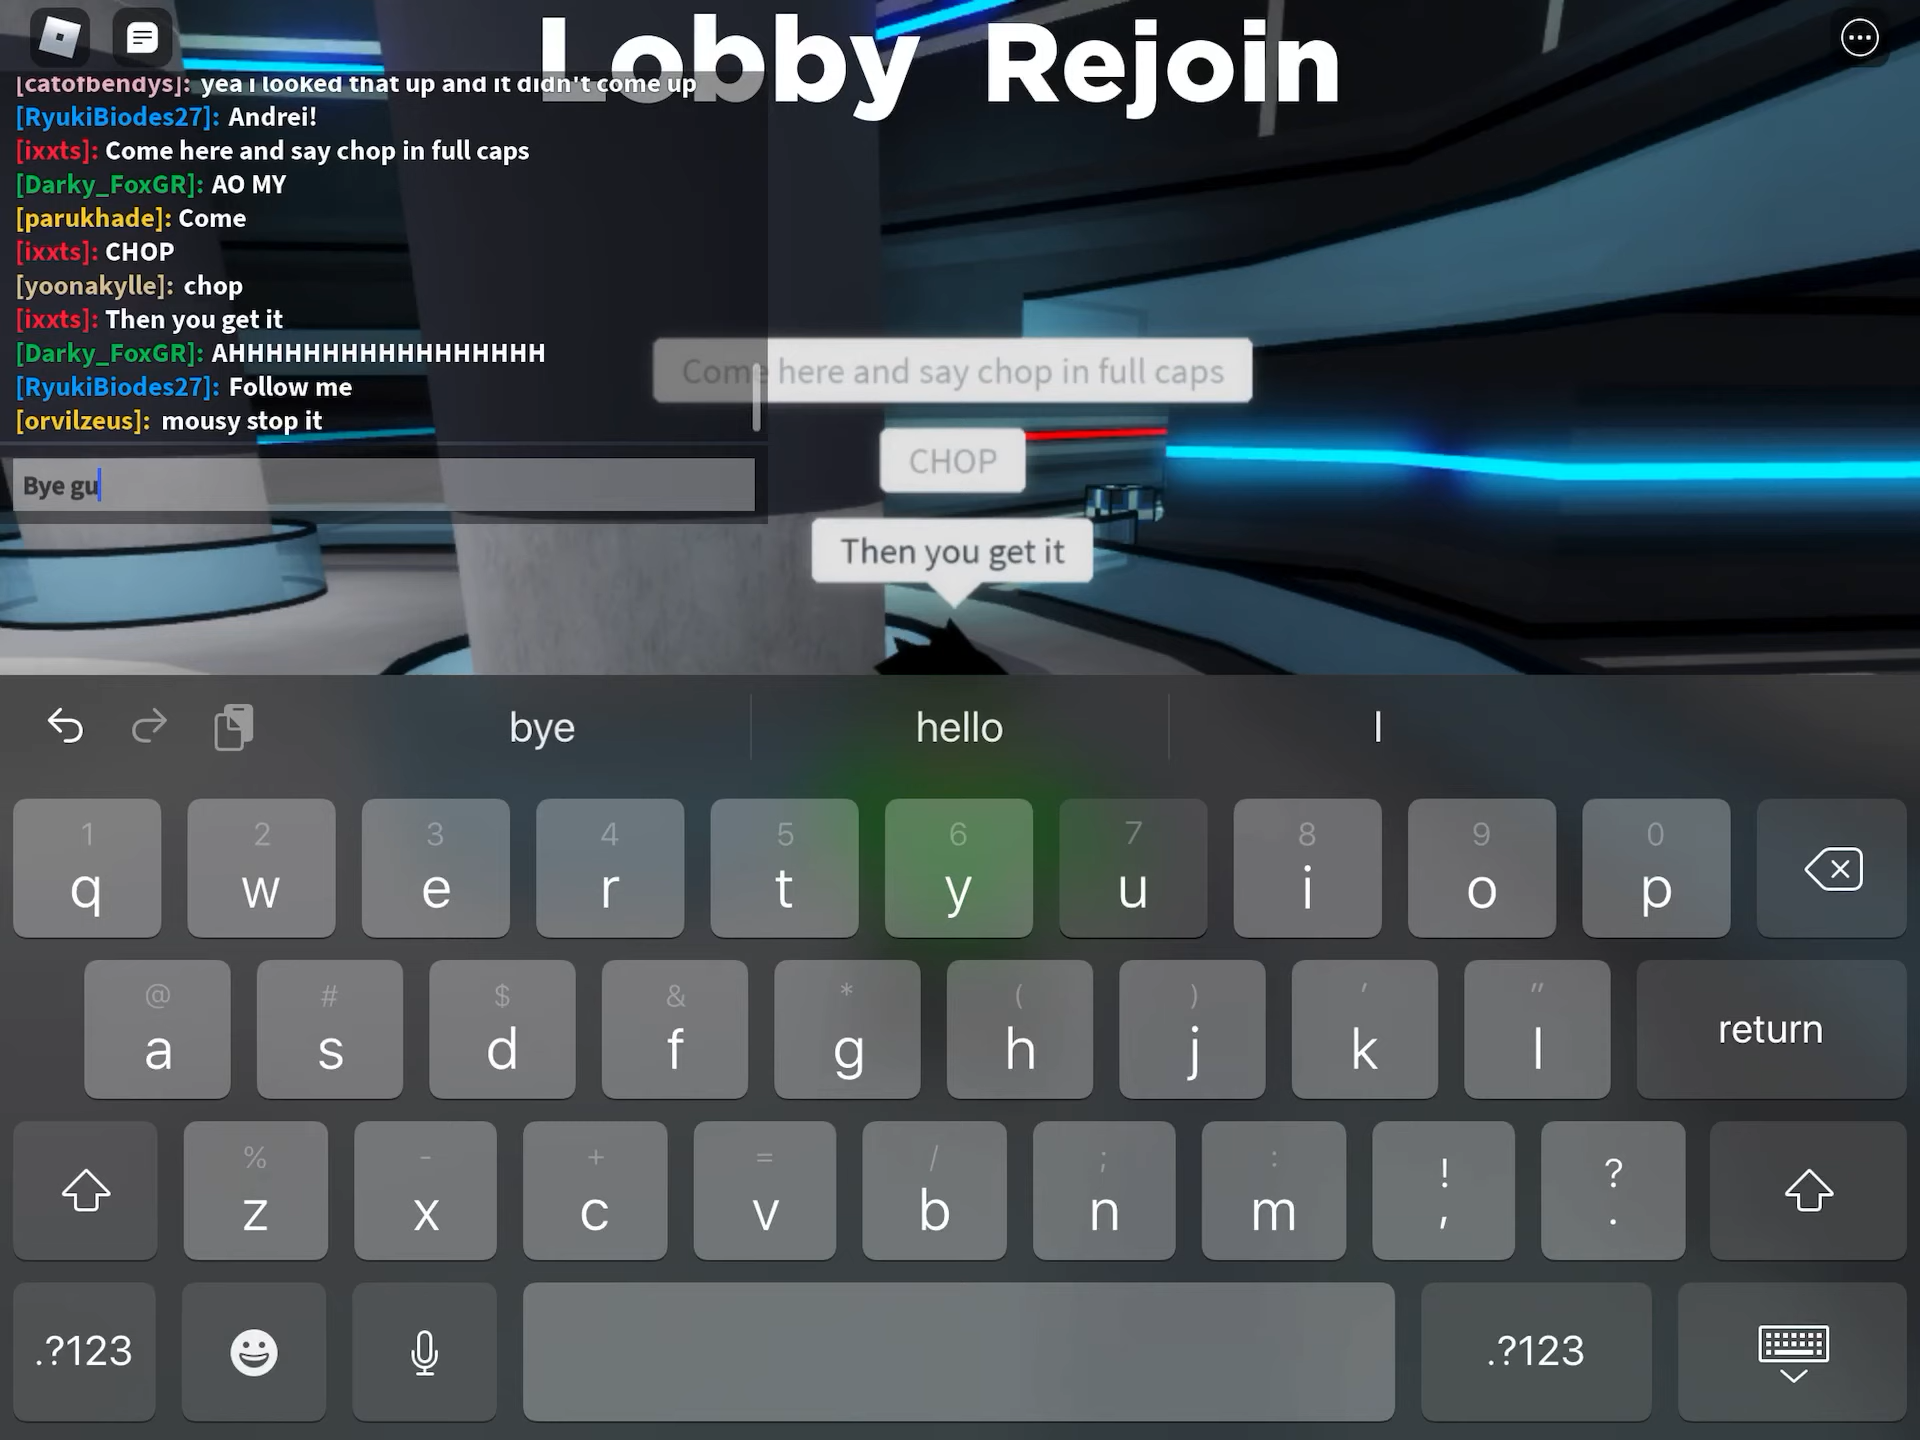 Lobby Rejoin
[catofbendys]: yea i looked that up and it didn't come up
[RyukiBiodes27]: Andrei!
[ixxts]: Come here and say chop in full caps
[Darky_FoxGR]: AO MY
[parukhade]: Come
[ixxts]: CHOP
[yoonakylle]: chop
[ixxts]: Then you get it
[Darky_FoxGR]: AHHHHHHHHHHHHHHHHH
[RyukiBiodes27]: Follow me
[orvilzeus]: mousy stop it
Bye gu
Come here and say chop in full caps
CHOP
Then you get it
bye hello I
1 2 3 4 5 6 7 8 9 0
q w e r t y u i o p
@ # $ & * ( ) ' "
a s d f g h j k l return
% - + = / ; : ! ?
z x c v b n m , .
.?123 .?123